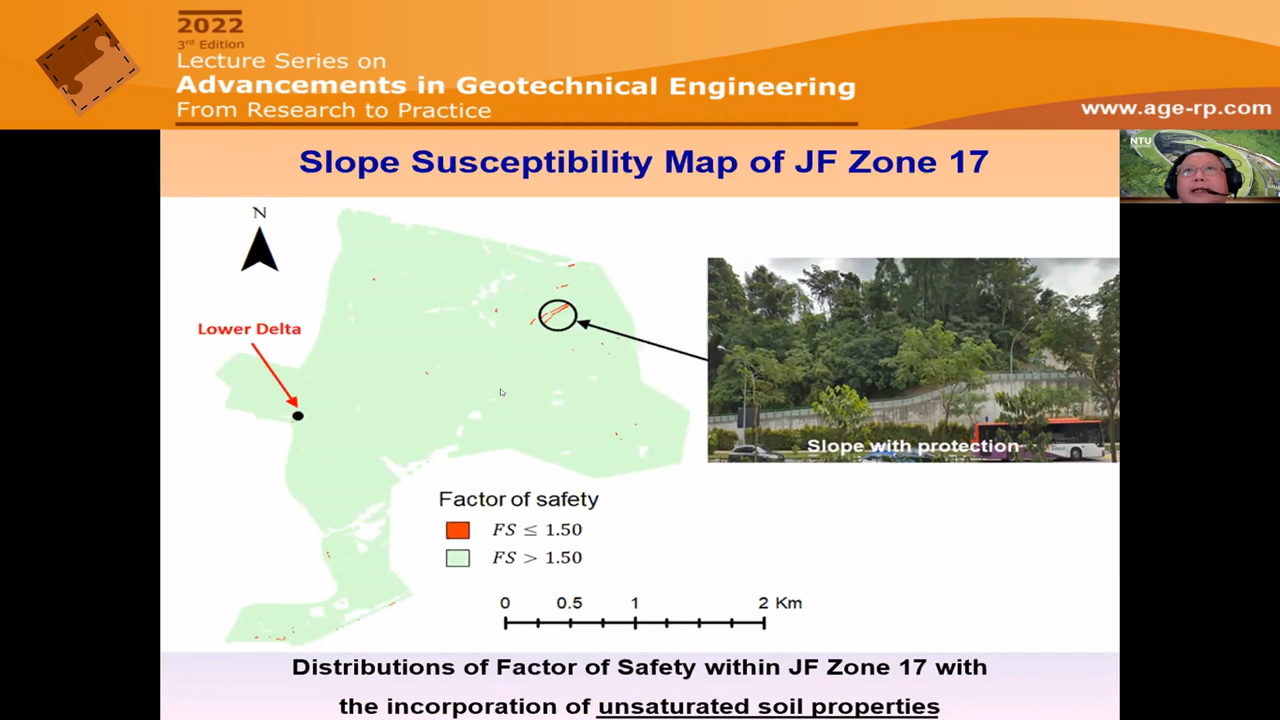 2022
3rd Edition
Lecture Series on
Advancements in Geotechnical Engineering
From Research to Practice
www.age-rp.com
Slope Susceptibility Map of JF Zone 17
NTU
N
Lower Delta
Slope with protection
Factor of safety
FS ≤ 1.50
FS > 1.50
0 0.5 1 2 Km
Distributions of Factor of Safety within JF Zone 17 with
the incorporation of unsaturated soil properties